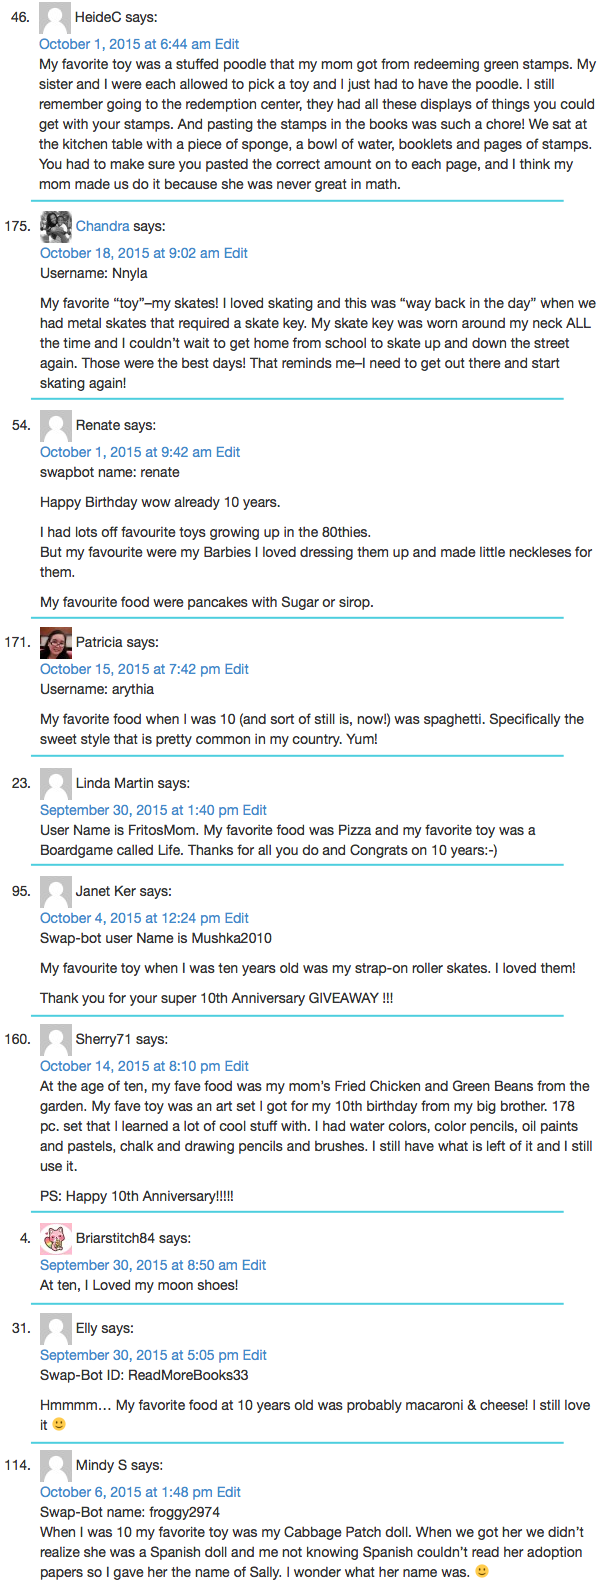 46. HeideC says:
October 1, 2015 at 6:44 am Edit
My favorite toy was a stuffed poodle that my mom got from redeeming green stamps. My
sister and I were each allowed to pick a toy and I just had to have the poodle. I still
remember going to the redemption center, they had all these displays of things you could
get with your stamps. And pasting the stamps in the books was such a chore! We sat at
the kitchen table with a piece of sponge, a bowl of water, booklets and pages of stamps.
You had to make sure you pasted the correct amount on to each page, and I think my
mom made us do it because she was never great in math.
175. Chandra says:
October 18, 2015 at 9:02 am Edit
Username: Nnyla
My favorite “toy”–my skates! I loved skating and this was “way back in the day” when we
had metal skates that required a skate key. My skate key was worn around my neck ALL
the time and I couldn’t wait to get home from school to skate up and down the street
again. Those were the best days! That reminds me–I need to get out there and start
skating again!
54. Renate says:
October 1, 2015 at 9:42 am Edit
swapbot name: renate
Happy Birthday wow already 10 years.
I had lots off favourite toys growing up in the 80thies.
But my favourite were my Barbies I loved dressing them up and made little neckleses for
them.
My favourite food were pancakes with Sugar or sirop.
171. Patricia says:
October 15, 2015 at 7:42 pm Edit
Username: arythia
My favorite food when I was 10 (and sort of still is, now!) was spaghetti. Specifically the
sweet style that is pretty common in my country. Yum!
23. Linda Martin says:
September 30, 2015 at 1:40 pm Edit
User Name is FritosMom. My favorite food was Pizza and my favorite toy was a
Boardgame called Life. Thanks for all you do and Congrats on 10 years:-)
95. Janet Ker says:
October 4, 2015 at 12:24 pm Edit
Swap-bot user Name is Mushka2010
My favourite toy when I was ten years old was my strap-on roller skates. I loved them!
Thank you for your super 10th Anniversary GIVEAWAY !!!
160. Sherry71 says:
October 14, 2015 at 8:10 pm Edit
At the age of ten, my fave food was my mom’s Fried Chicken and Green Beans from the
garden. My fave toy was an art set I got for my 10th birthday from my big brother. 178
pc. set that I learned a lot of cool stuff with. I had water colors, color pencils, oil paints
and pastels, chalk and drawing pencils and brushes. I still have what is left of it and I still
use it.
PS: Happy 10th Anniversary!!!!!
4. Briarstitch84 says:
September 30, 2015 at 8:50 am Edit
At ten, I Loved my moon shoes!
31. Elly says:
September 30, 2015 at 5:05 pm Edit
Swap-Bot ID: ReadMoreBooks33
Hmmmm… My favorite food at 10 years old was probably macaroni & cheese! I still love
it 🙂
114. Mindy S says:
October 6, 2015 at 1:48 pm Edit
Swap-Bot name: froggy2974
When I was 10 my favorite toy was my Cabbage Patch doll. When we got her we didn’t
realize she was a Spanish doll and me not knowing Spanish couldn’t read her adoption
papers so I gave her the name of Sally. I wonder what her name was. 🙂